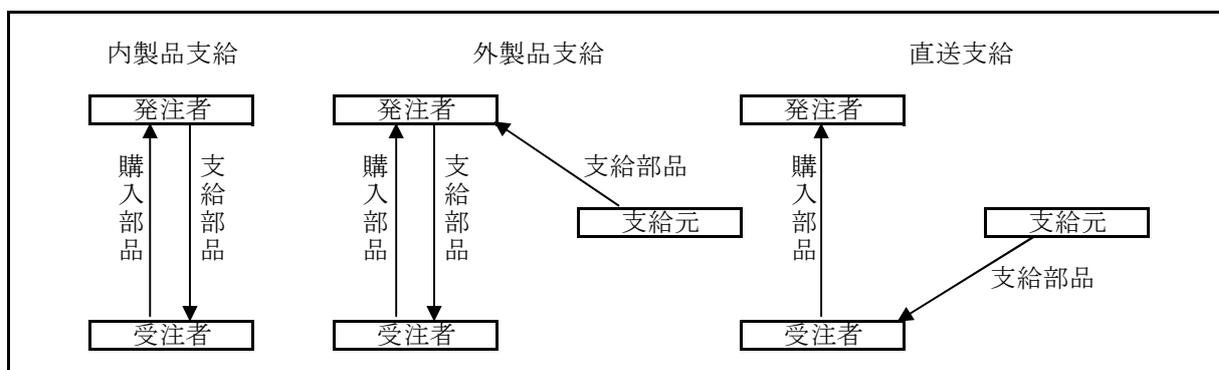 内製品支給
外製品支給
直送支給
発注者
発注者
発注者
購入部品
支給部品
購入部品
支給部品
支給部品
購入部品
支給元
支給元
支給部品
受注者
受注者
受注者